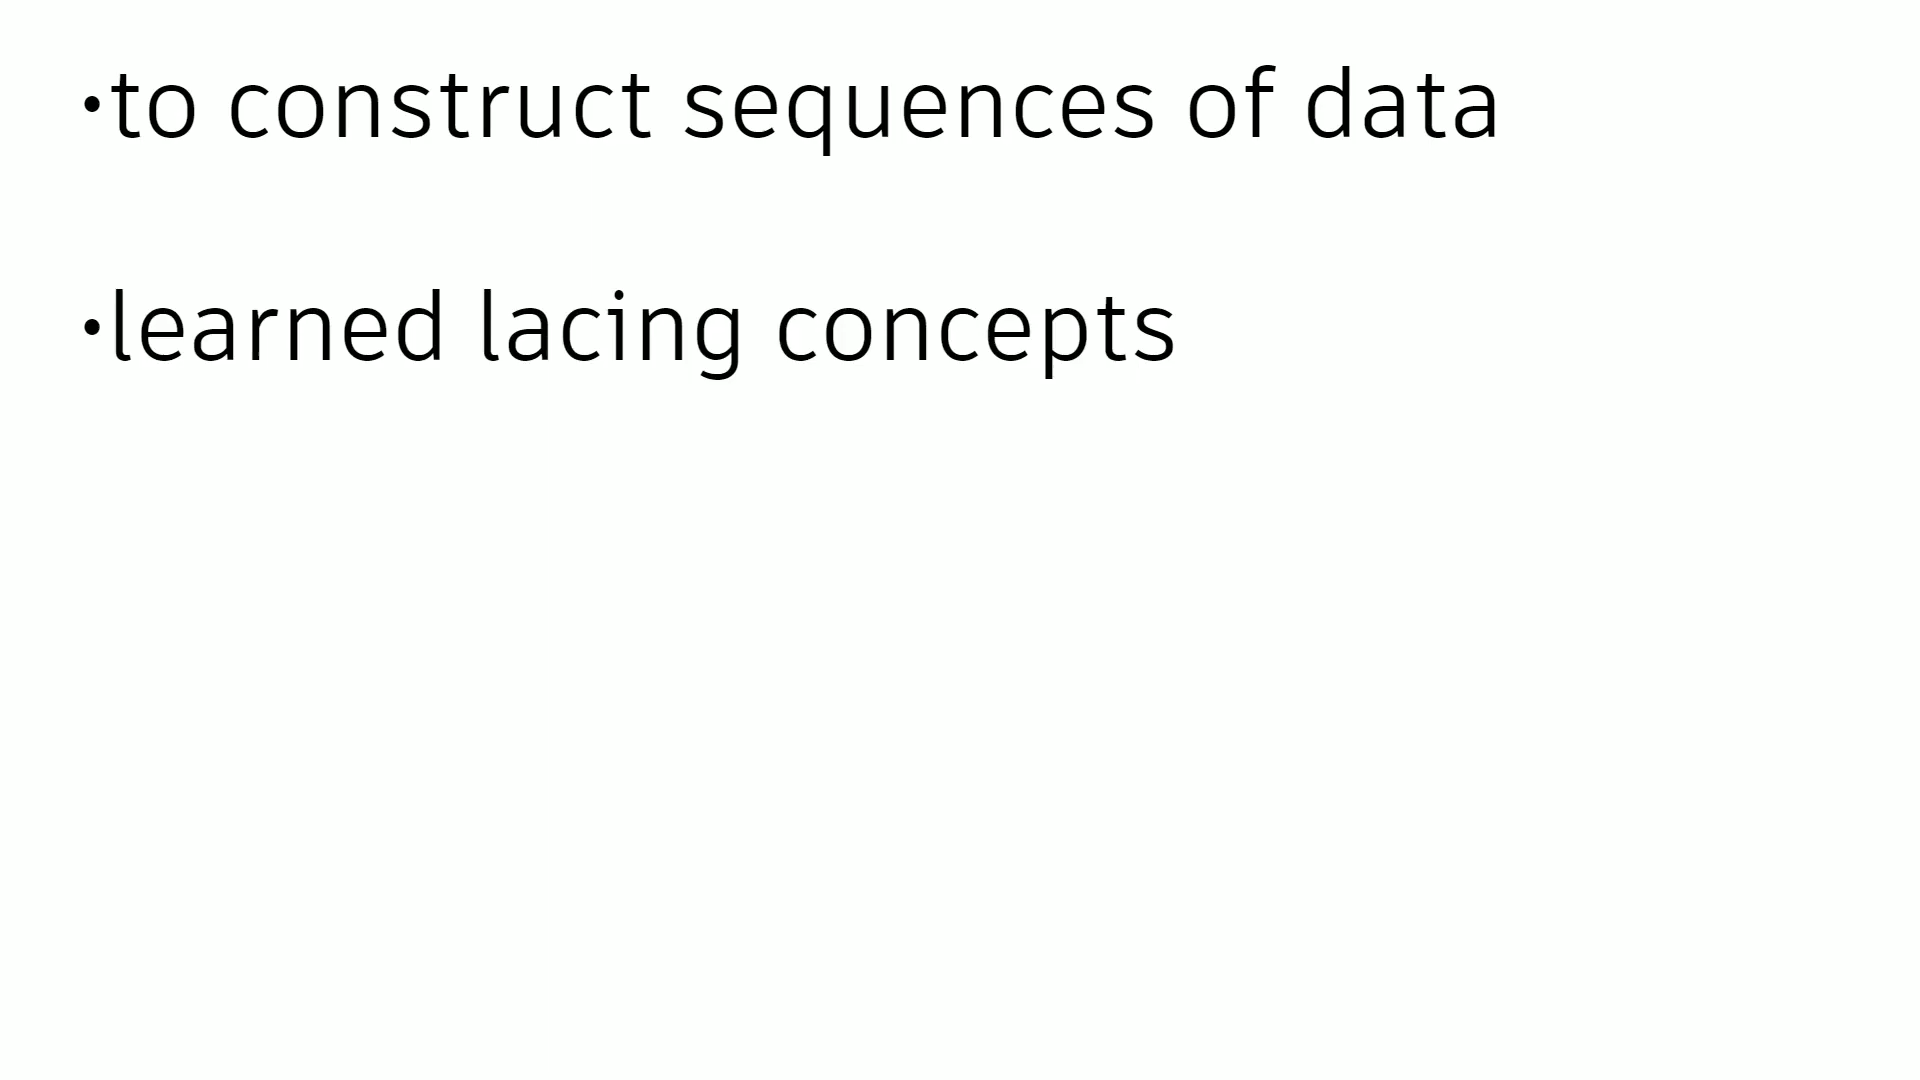 •to construct sequences of data
•learned lacing concepts